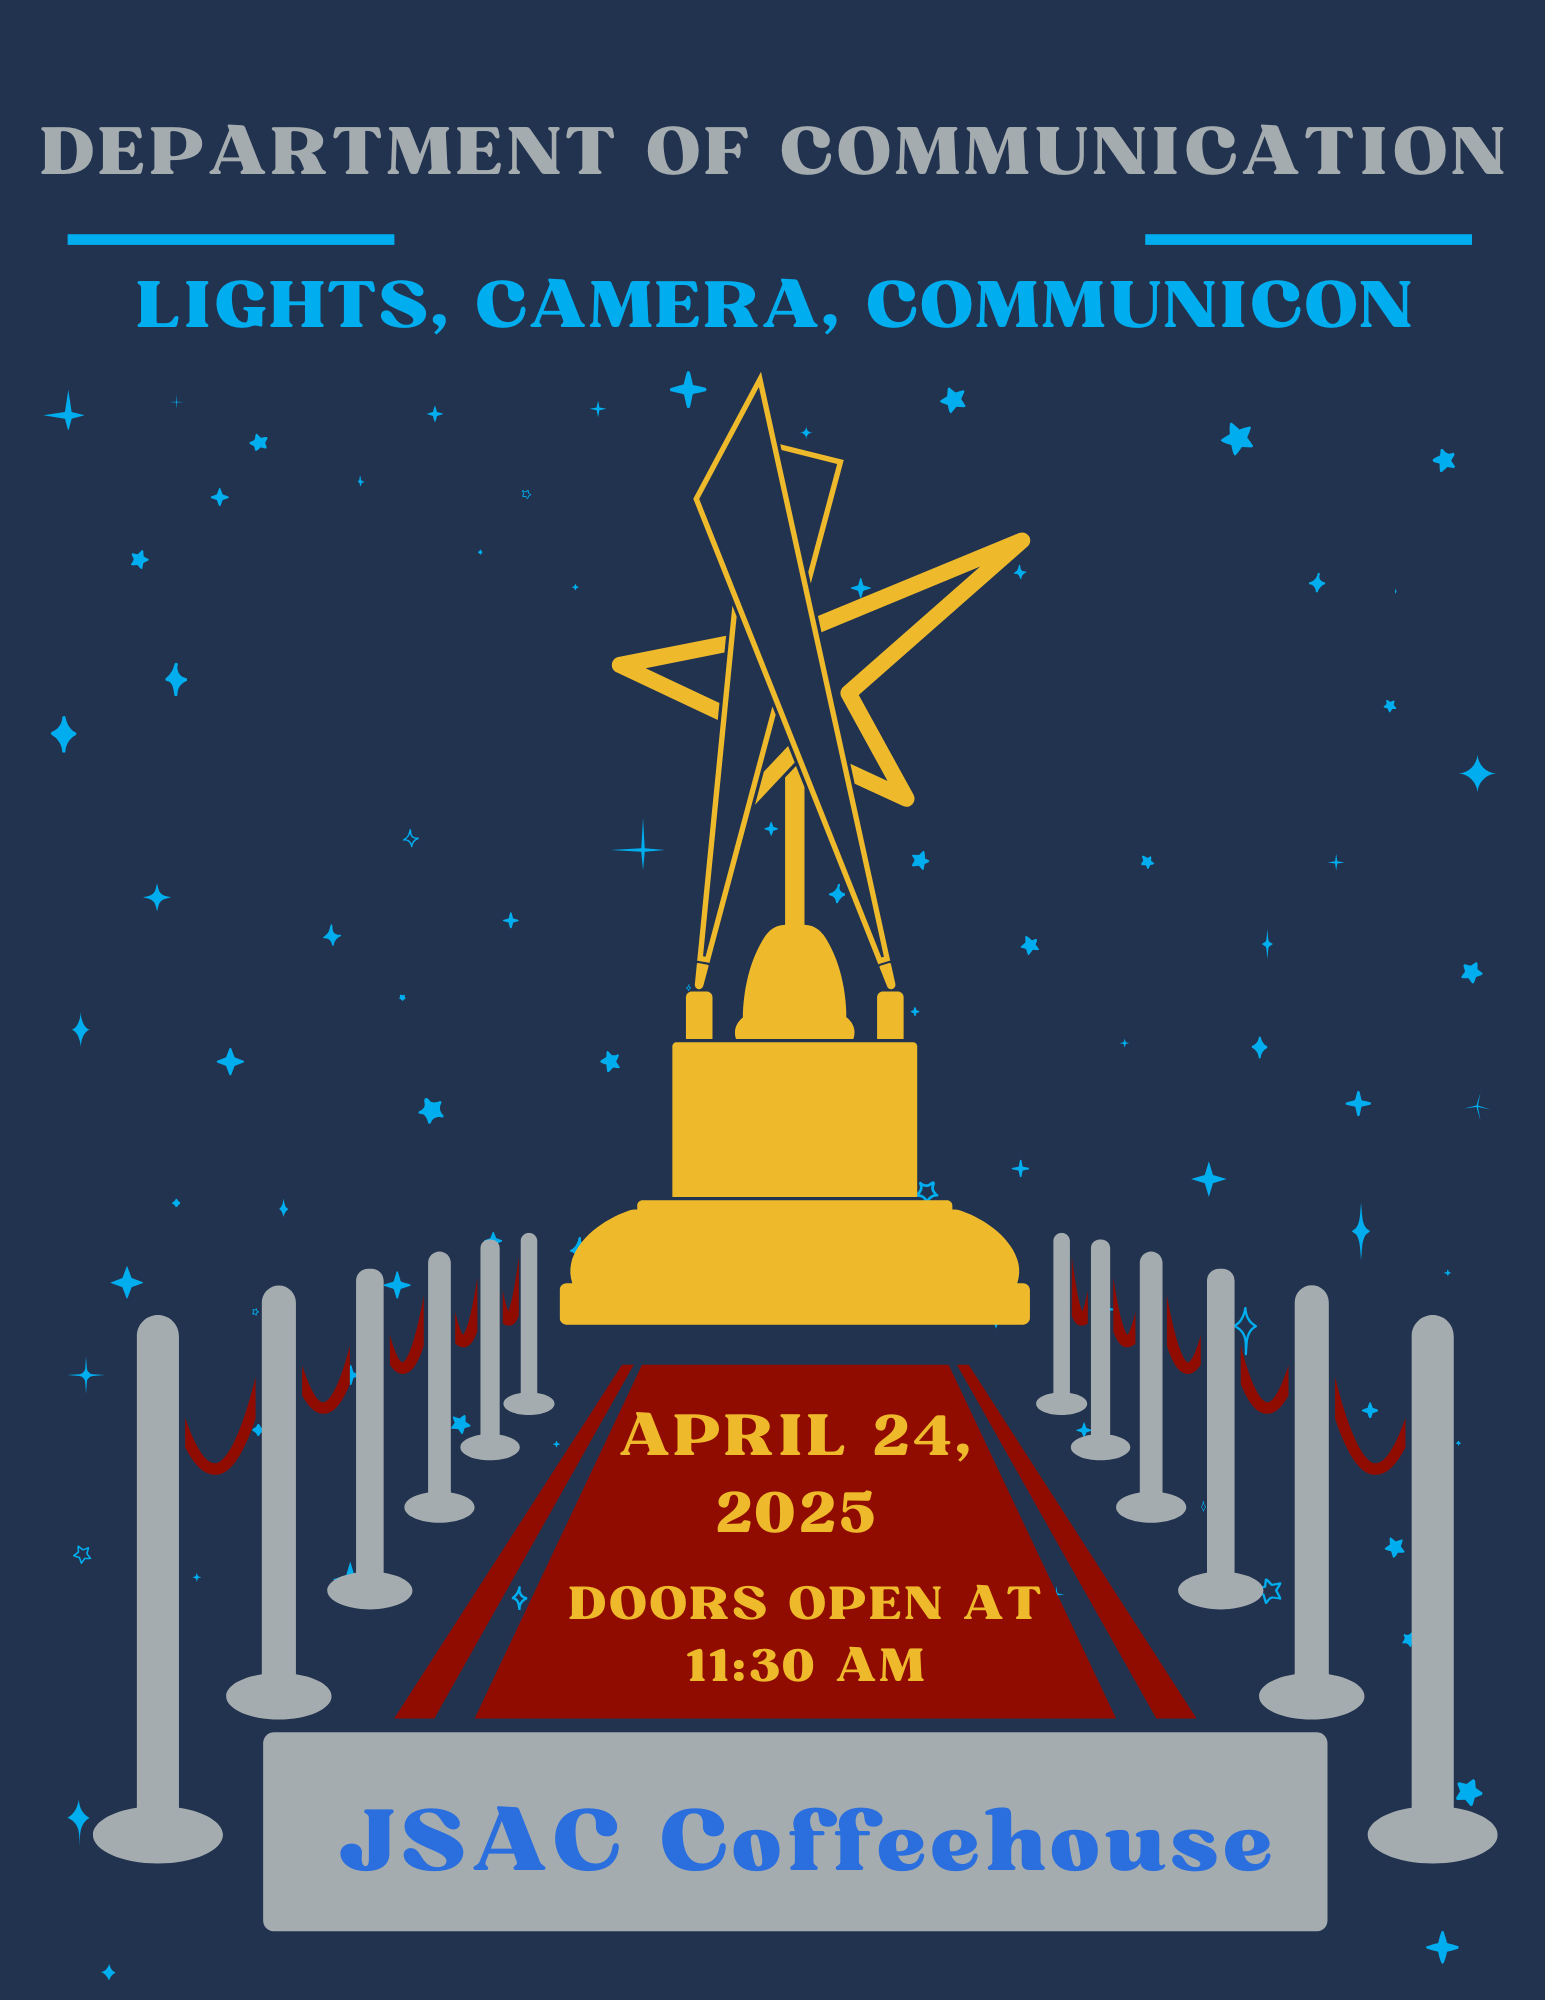 DEPARTMENT OF COMMUNICATION
LIGHTS, CAMERA, COMMUNICON
APRIL 24,
2025
DOORS OPEN AT
11:30 AM
JSAC Coffeehouse